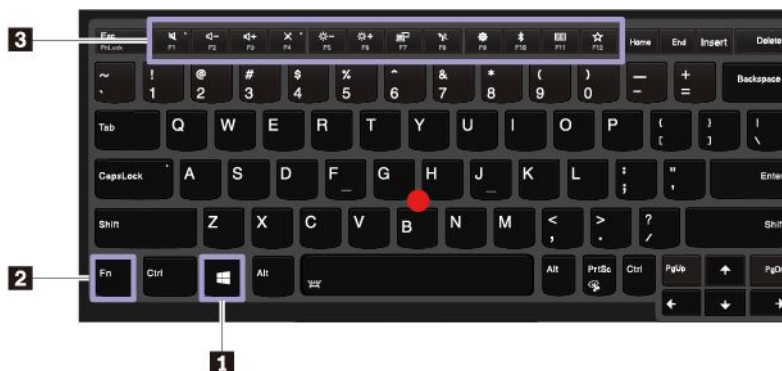 3
Esc
FnLock
F1 F2 F3 F4 F5 F6 F7 F8 F9 F10 F11 F12
Home End Insert Delete
~ ! @ # $ % ^ & * ( ) — +
` 1 2 3 4 5 6 7 8 9 0 - =
Backspace
Tab Q W E R T Y U I O P { } |
[ ] \
CapsLock A S D F G H J K L : "
; '
Enter
Shift Z X C V B N M < > ?
, . /
Shift
2
Fn Ctrl Alt Alt PrtSc Ctrl PgUp ↑ PgDn
← ↓ →
1